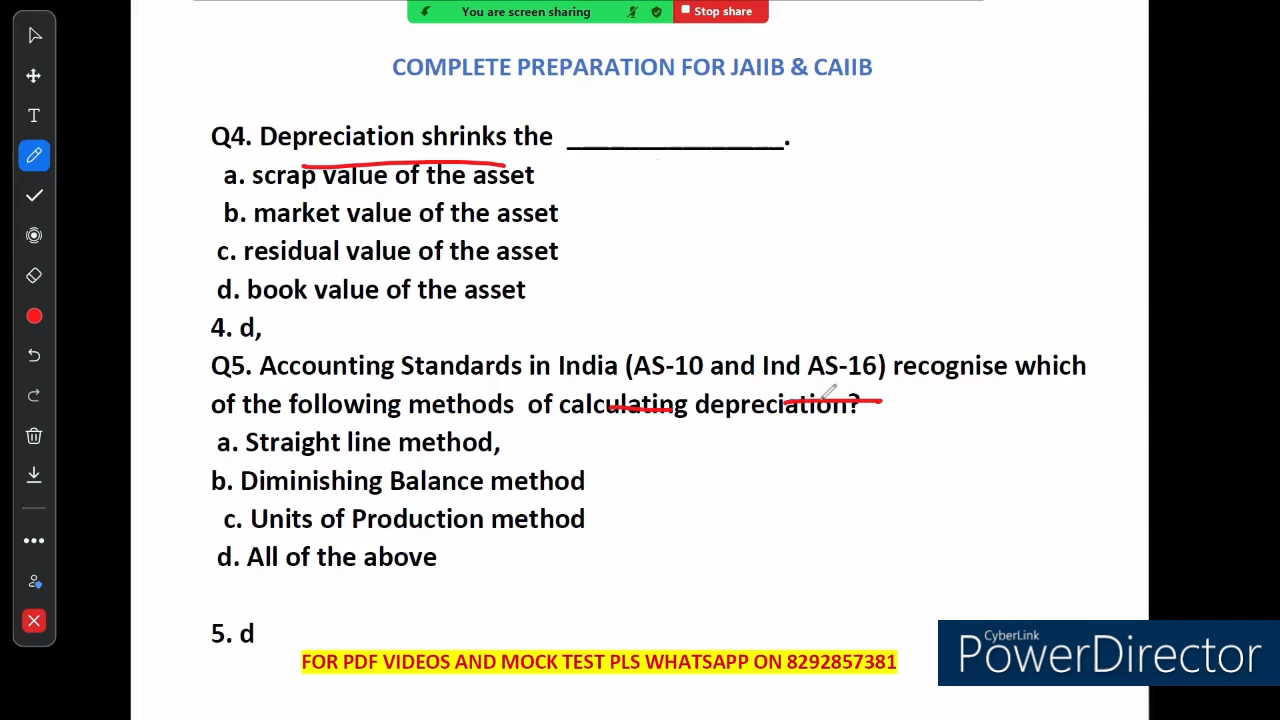 You are screen sharing
Stop share
COMPLETE PREPARATION FOR JAIIB & CAIIB
Q4. Depreciation shrinks the _______________.
a. scrap value of the asset
b. market value of the asset
c. residual value of the asset
d. book value of the asset
4. d,
Q5. Accounting Standards in India (AS-10 and Ind AS-16) recognise which
of the following methods of calculating depreciation?
a. Straight line method,
b. Diminishing Balance method
c. Units of Production method
d. All of the above
5. d
FOR PDF VIDEOS AND MOCK TEST PLS WHATSAPP ON 8292857381
CyberLink
PowerDirector
T